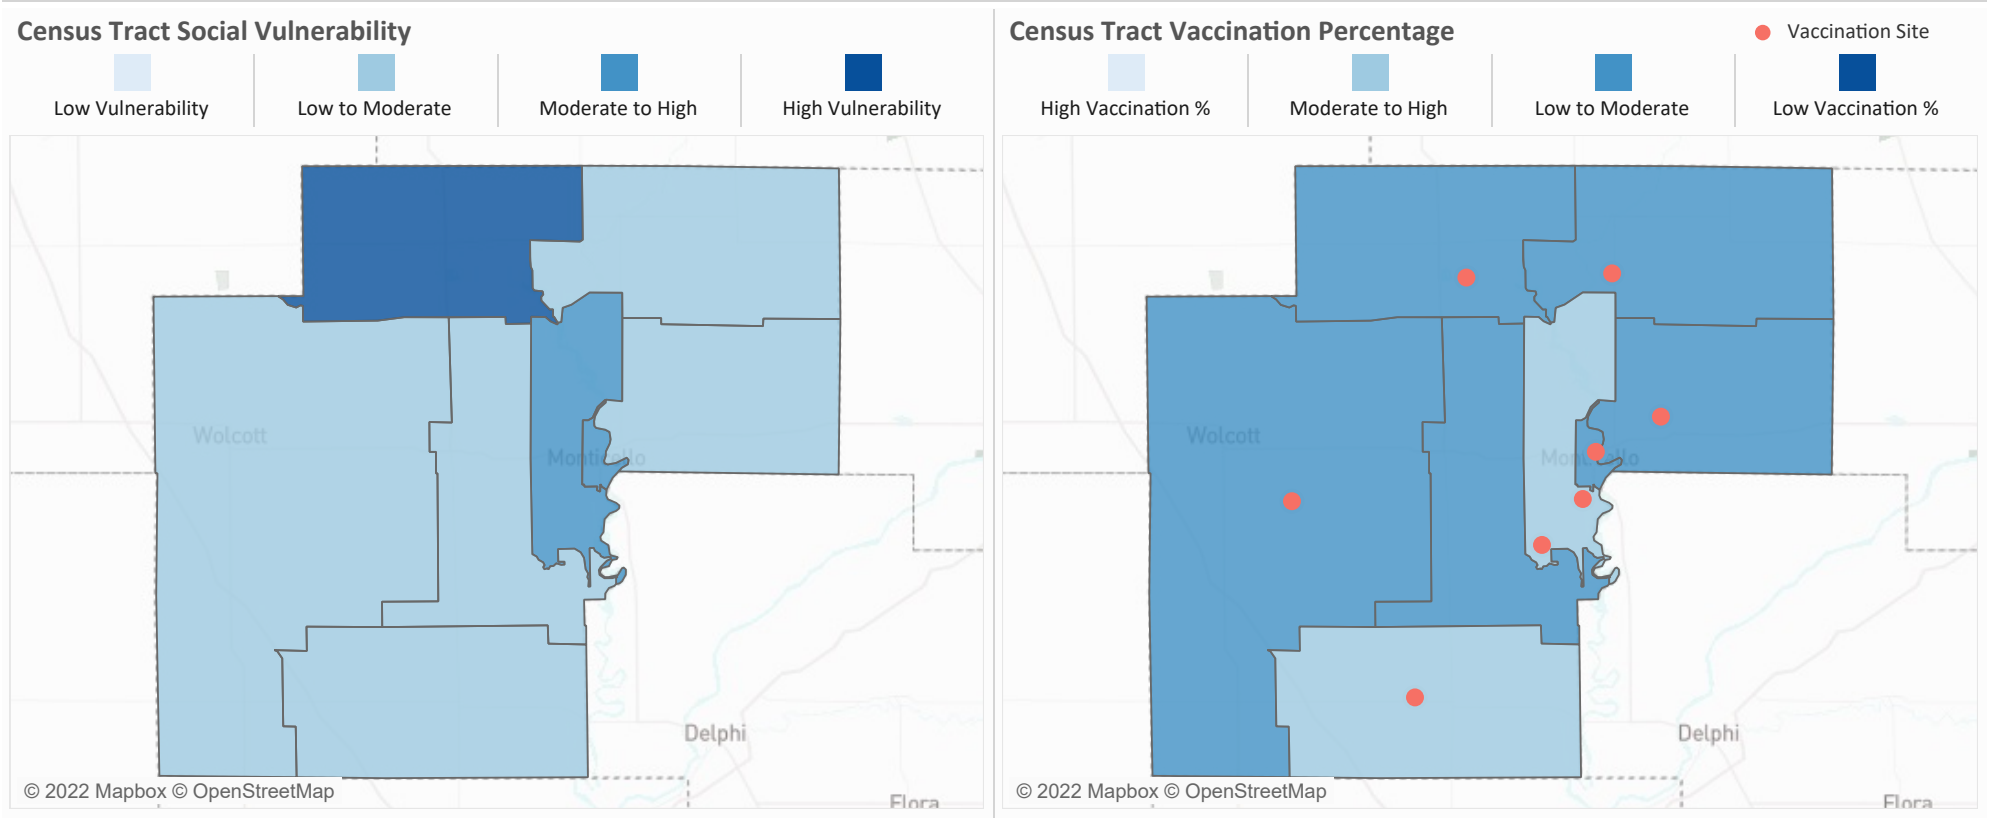 Census Tract Social Vulnerability
Low Vulnerability
Low to Moderate
Moderate to High
High Vulnerability
Wolcott
Monticello
Delphi
Flora
© 2022 Mapbox © OpenStreetMap
Census Tract Vaccination Percentage
Vaccination Site
High Vaccination %
Moderate to High
Low to Moderate
Low Vaccination %
Wolcott
Monticello
Delphi
Flora
© 2022 Mapbox © OpenStreetMap